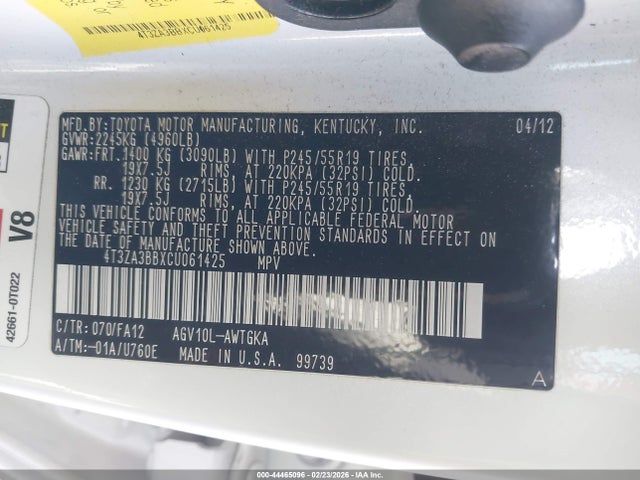 4T3ZA3BBXCU061425
MFD.BY:TOYOTA MOTOR MANUFACTURING, KENTUCKY, INC. 04/12
GVWR:2245KG (4960LB)
GAWR:FRT.1400 KG (3090LB) WITH P245/55R19 TIRES,
19X7.5J RIMS, AT 220KPA (32PSI) COLD.
RR. 1230 KG (2715LB) WITH P245/55R19 TIRES,
19X7.5J RIMS, AT 220KPA (32PSI) COLD.
THIS VEHICLE CONFORMS TO ALL APPLICABLE FEDERAL MOTOR
VEHICLE SAFETY AND THEFT PREVENTION STANDARDS IN EFFECT ON
THE DATE OF MANUFACTURE SHOWN ABOVE.
4T3ZA3BBXCU061425 MPV
C/TR: 070/FA12 AGV10L-AWTGKA
A/TM:-01A/U760E MADE IN U.S.A. 99739
A
V8
42661-0T022
000-44465096 | 02/23/2026 - Copyright IAA, LLC